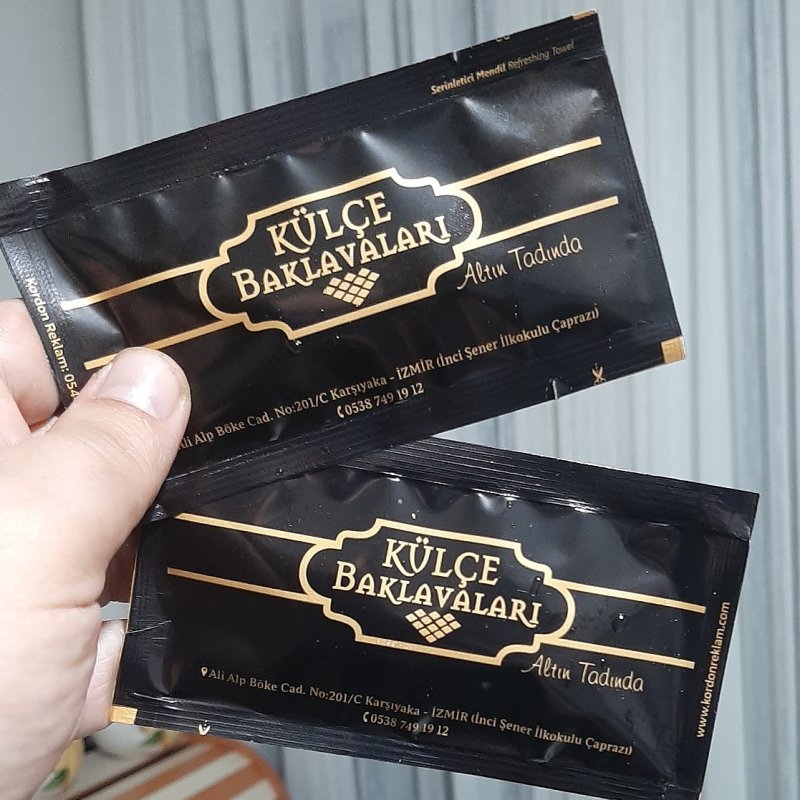 Serinletici Mendil Refreshing Towel
KÜLÇE
BAKLAVALARI
Altın Tadında
Ali Alp Böke Cad. No:201/C Karşıyaka - İZMİR (İnci Şener İlkokulu Çaprazı)
0538 749 19 12
Kordon Reklam: 054
KÜLÇE
BAKLAVALARI
Altın Tadında
Ali Alp Böke Cad. No:201/C Karşıyaka - İZMİR (İnci Şener İlkokulu Çaprazı)
0538 749 19 12
www.kordonreklam.com